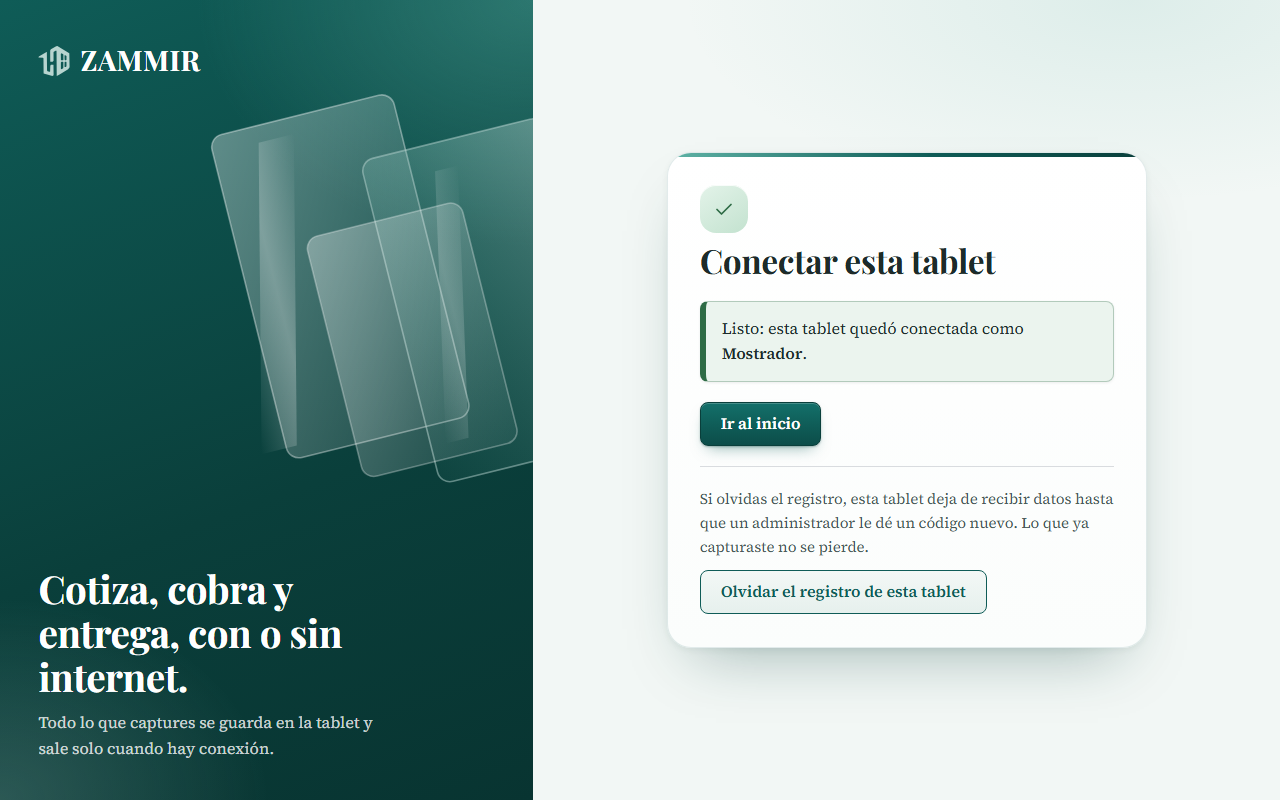 ZAMMIR
Cotiza, cobra y
entrega, con o sin
internet.
Todo lo que captures se guarda en la tablet y
sale solo cuando hay conexión.
Conectar esta tablet
Listo: esta tablet quedó conectada como
Mostrador.
Ir al inicio
Si olvidas el registro, esta tablet deja de recibir datos hasta
que un administrador le dé un código nuevo. Lo que ya
capturaste no se pierde.
Olvidar el registro de esta tablet